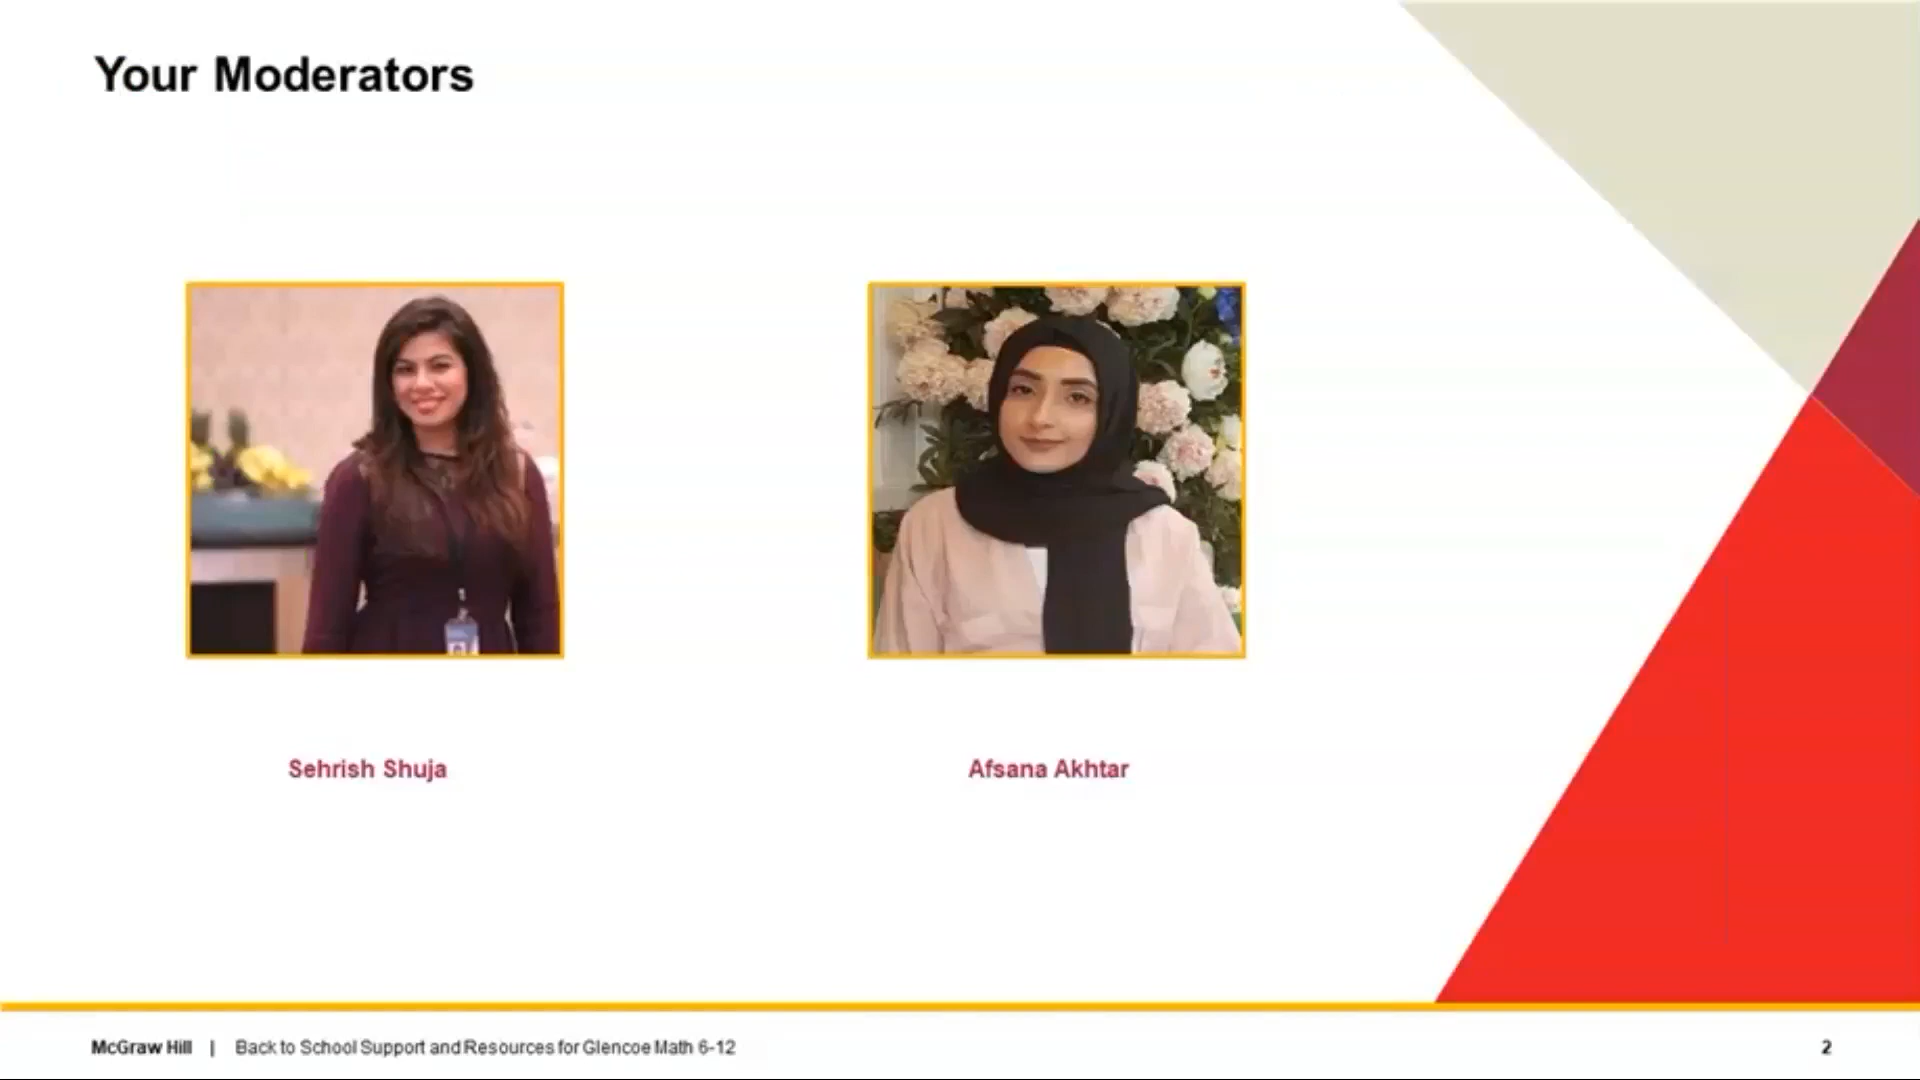 Your Moderators
Sehrish Shuja
Afsana Akhtar
McGraw Hill | Back to School Support and Resources for Glencoe Math 6-12
2